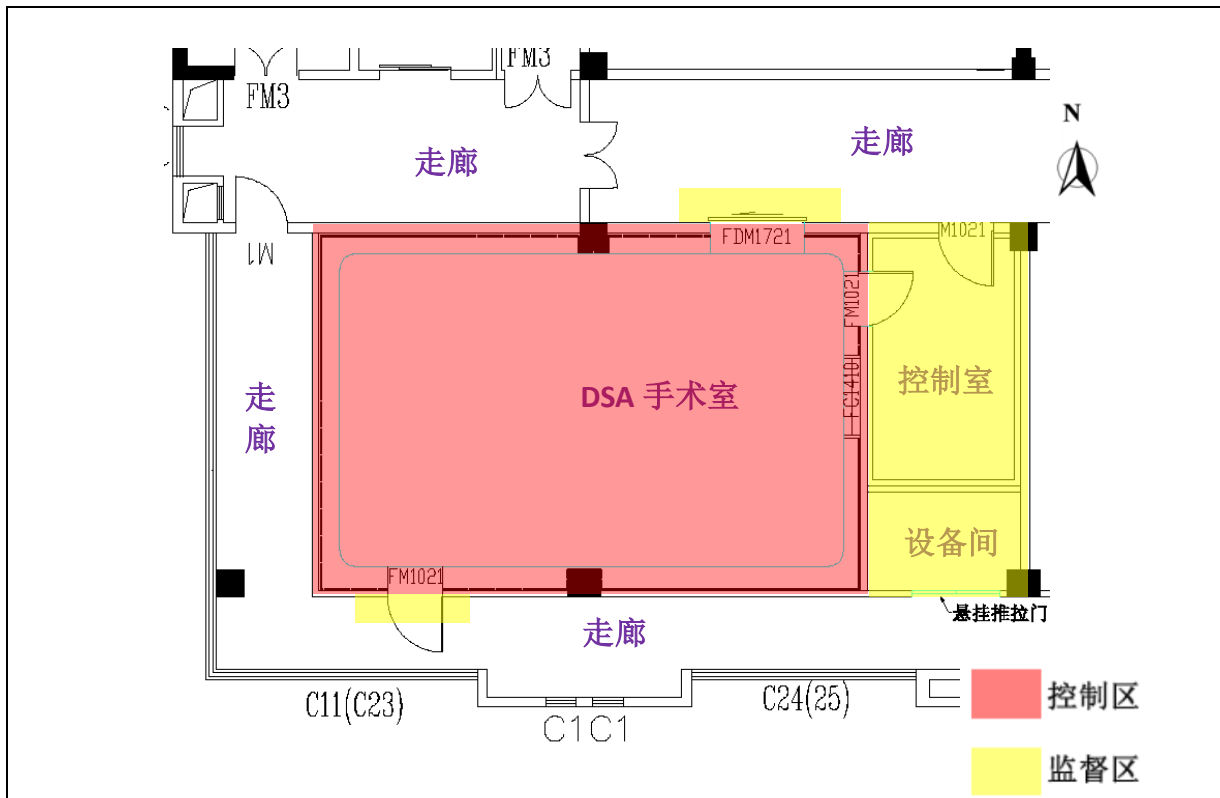 FM3
FM3
N
走廊
走廊
M1
FDM1721
M1021
FM1021
走廊
DSA 手术室
FC1410
控制室
设备间
FM1021
悬挂推拉门
走廊
C11(C23)
C24(25)
C1
C1
控制区
监督区